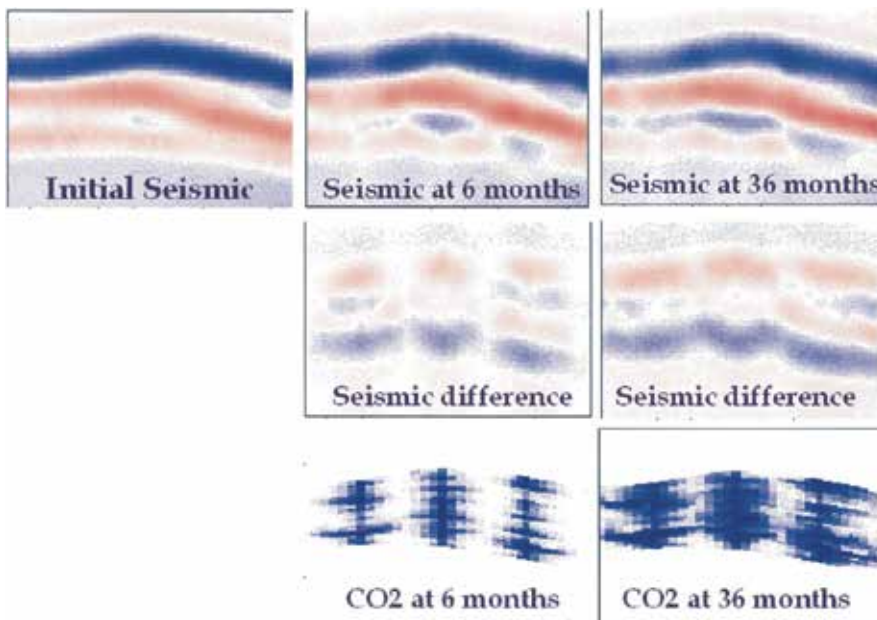 Initial Seismic
Seismic at 6 months
Seismic at 36 months
Seismic difference
Seismic difference
CO2 at 6 months
CO2 at 36 months